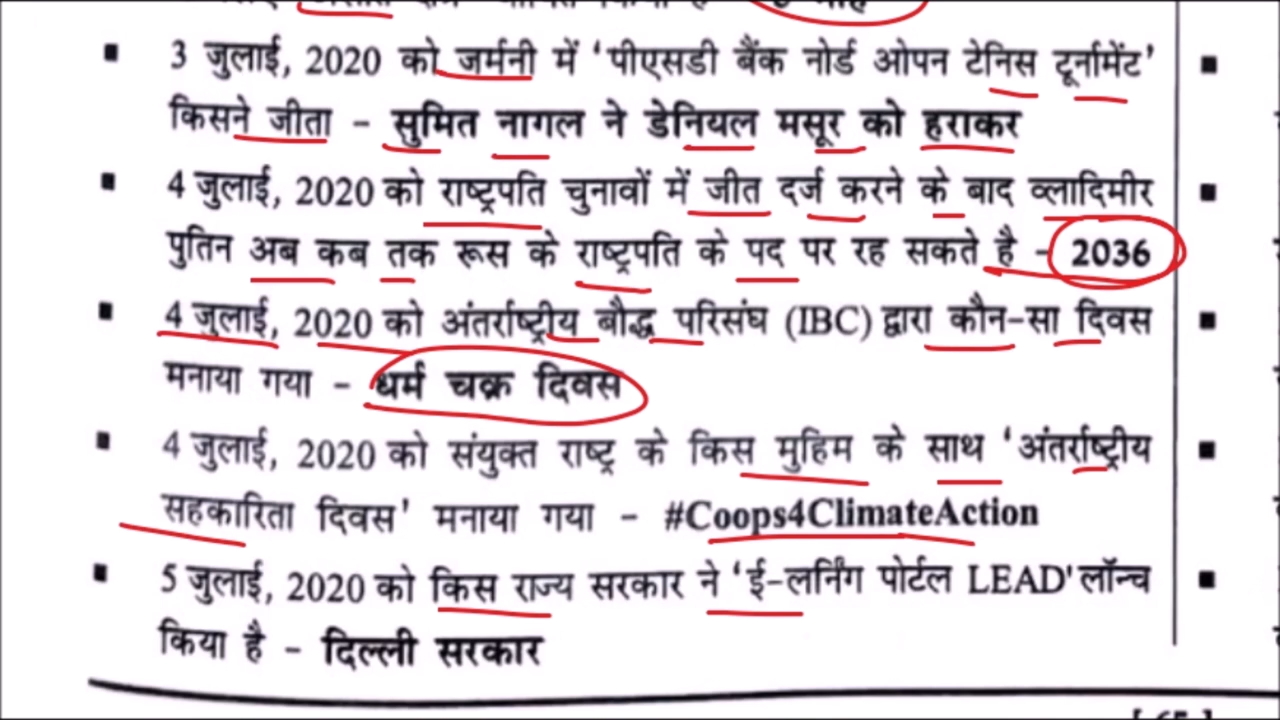 3 जुलाई, 2020 को जर्मनी में 'पीएसडी बैंक नोर्ड ओपन टेनिस टूर्नामेंट'
किसने जीता - सुमित नागल ने डेनियल मसूर को हराकर
4 जुलाई, 2020 को राष्ट्रपति चुनावों में जीत दर्ज करने के बाद व्लादिमीर
पुतिन अब कब तक रूस के राष्ट्रपति के पद पर रह सकते है - 2036
4 जुलाई, 2020 को अंतर्राष्ट्रीय बौद्ध परिसंघ (IBC) द्वारा कौन-सा दिवस
मनाया गया - धर्म चक्र दिवस
4 जुलाई, 2020 को संयुक्त राष्ट्र के किस मुहिम के साथ 'अंतर्राष्ट्रीय
सहकारिता दिवस' मनाया गया - #Coops4ClimateAction
5 जुलाई, 2020 को किस राज्य सरकार ने 'ई-लर्निंग पोर्टल LEAD' लॉन्च
किया है - दिल्ली सरकार